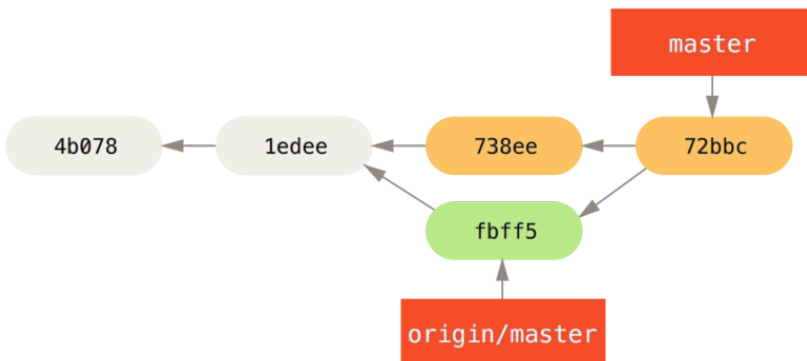 master
4b078
1edee
738ee
72bbc
fbff5
origin/master